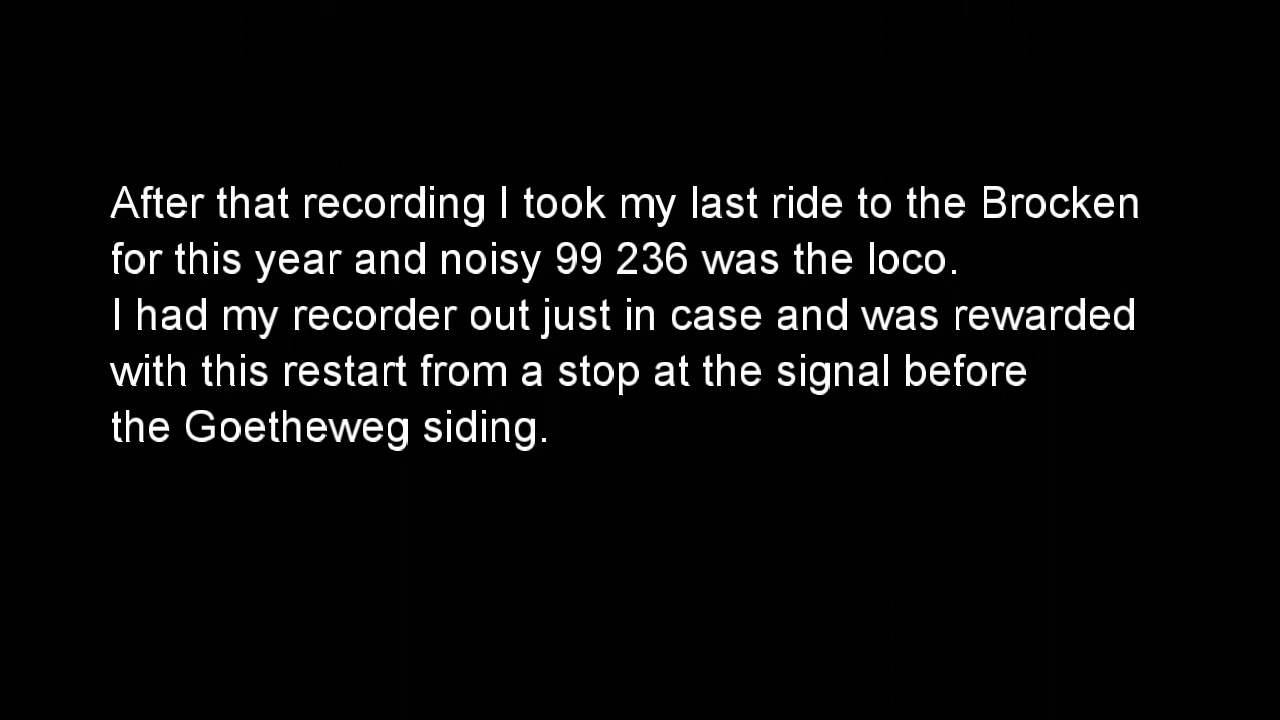 After that recording I took my last ride to the Brocken
for this year and noisy 99 236 was the loco.
I had my recorder out just in case and was rewarded
with this restart from a stop at the signal before
the Goetheweg siding.